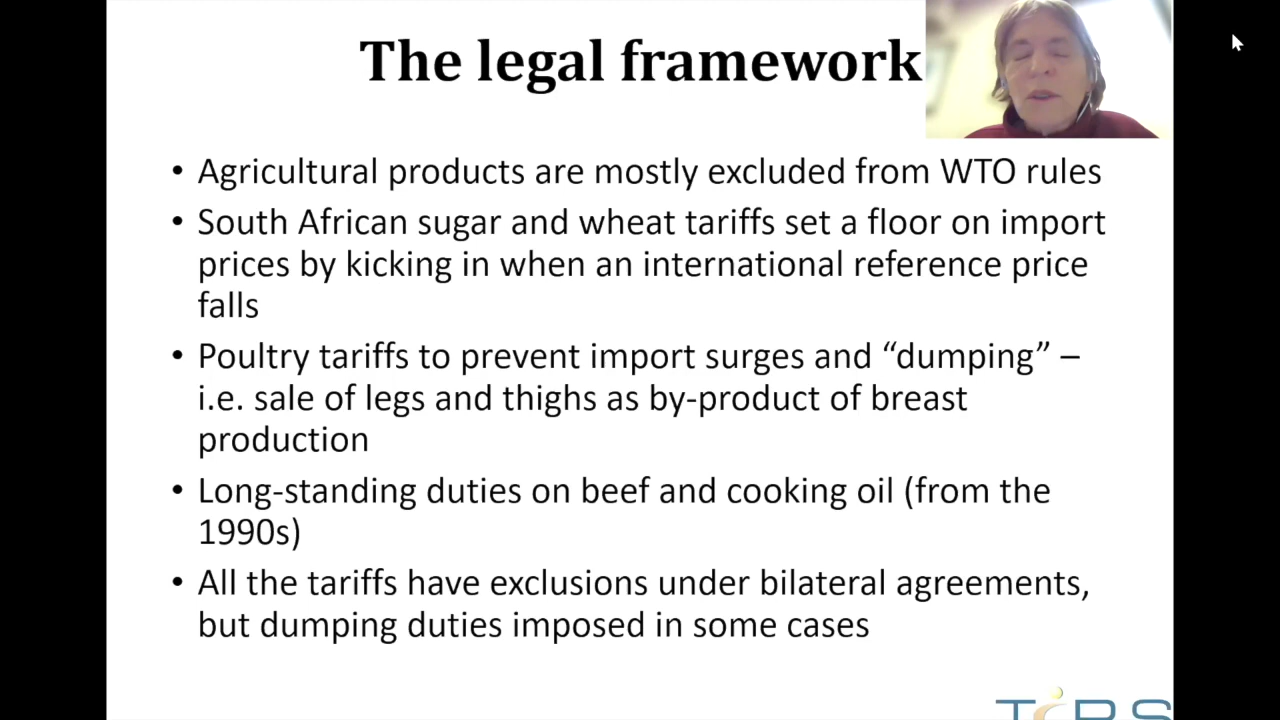 The legal framework
• Agricultural products are mostly excluded from WTO rules
• South African sugar and wheat tariffs set a floor on import
prices by kicking in when an international reference price
falls
• Poultry tariffs to prevent import surges and “dumping” –
i.e. sale of legs and thighs as by-product of breast
production
• Long-standing duties on beef and cooking oil (from the
1990s)
• All the tariffs have exclusions under bilateral agreements,
but dumping duties imposed in some cases